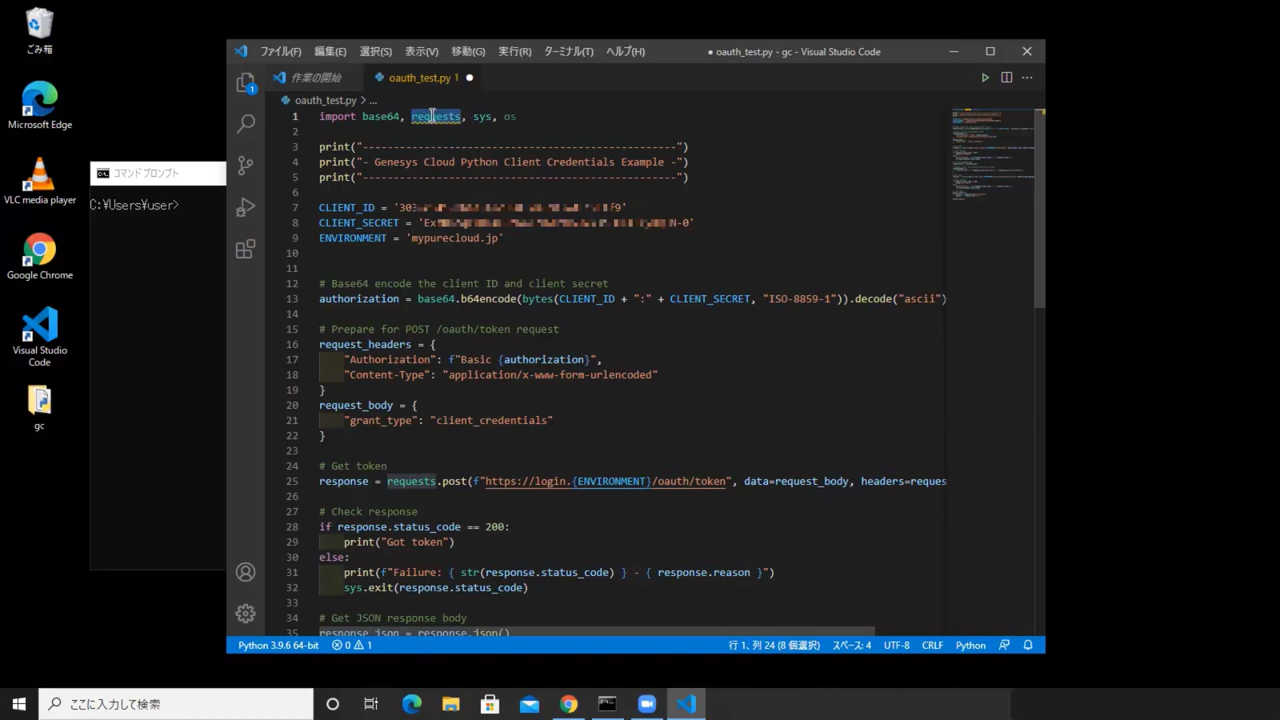 ごみ箱
Microsoft Edge
VLC media player
Google Chrome
Visual Studio
Code
gc
コマンド プロンプト
C:¥Users¥user>
ファイル(F) 編集(E) 選択(S) 表示(V) 移動(G) 実行(R) ターミナル(T) ヘルプ(H) ● oauth_test.py - gc - Visual Studio Code
作業の開始 oauth_test.py 1 ●
1
oauth_test.py > ...
1 import base64, requests, sys, os
2
3 print("---------------------------------------------------")
4 print("- Genesys Cloud Python Client Credentials Example -")
5 print("---------------------------------------------------")
6
7 CLIENT_ID = '303 f9'
8 CLIENT_SECRET = 'Ex N-0'
9 ENVIRONMENT = 'mypurecloud.jp'
10
11
12 # Base64 encode the client ID and client secret
13 authorization = base64.b64encode(bytes(CLIENT_ID + ":" + CLIENT_SECRET, "ISO-8859-1")).decode("ascii")
14
15 # Prepare for POST /oauth/token request
16 request_headers = {
17 "Authorization": f"Basic {authorization}",
18 "Content-Type": "application/x-www-form-urlencoded"
19 }
20 request_body = {
21 "grant_type": "client_credentials"
22 }
23
24 # Get token
25 response = requests.post(f"https://login.{ENVIRONMENT}/oauth/token", data=request_body, headers=reques
26
27 # Check response
28 if response.status_code == 200:
29 print("Got token")
30 else:
31 print(f"Failure: { str(response.status_code) } - { response.reason }")
32 sys.exit(response.status_code)
33
34 # Get JSON response body
35 response_json = response.json()
Python 3.9.6 64-bit 0 1 行 1、列 24 (8 個選択) スペース: 4 UTF-8 CRLF Python
ここに入力して検索